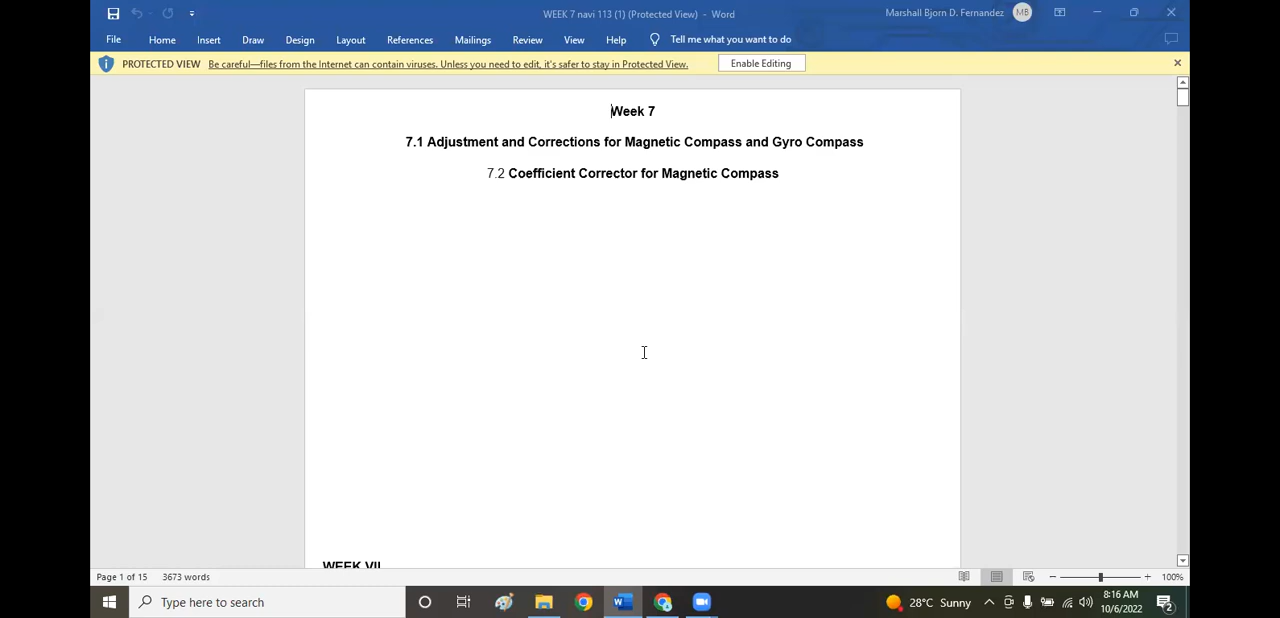 WEEK 7 navi 113 (1) (Protected View) - Word
Marshall Bjorn D. Fernandez MB
File Home Insert Draw Design Layout References Mailings Review View Help Tell me what you want to do
PROTECTED VIEW Be careful—files from the Internet can contain viruses. Unless you need to edit, it's safer to stay in Protected View. Enable Editing
Week 7
7.1 Adjustment and Corrections for Magnetic Compass and Gyro Compass
7.2 Coefficient Corrector for Magnetic Compass
WEEK VII
Page 1 of 15 3673 words 100%
Type here to search 28°C Sunny 8:16 AM
10/6/2022 2